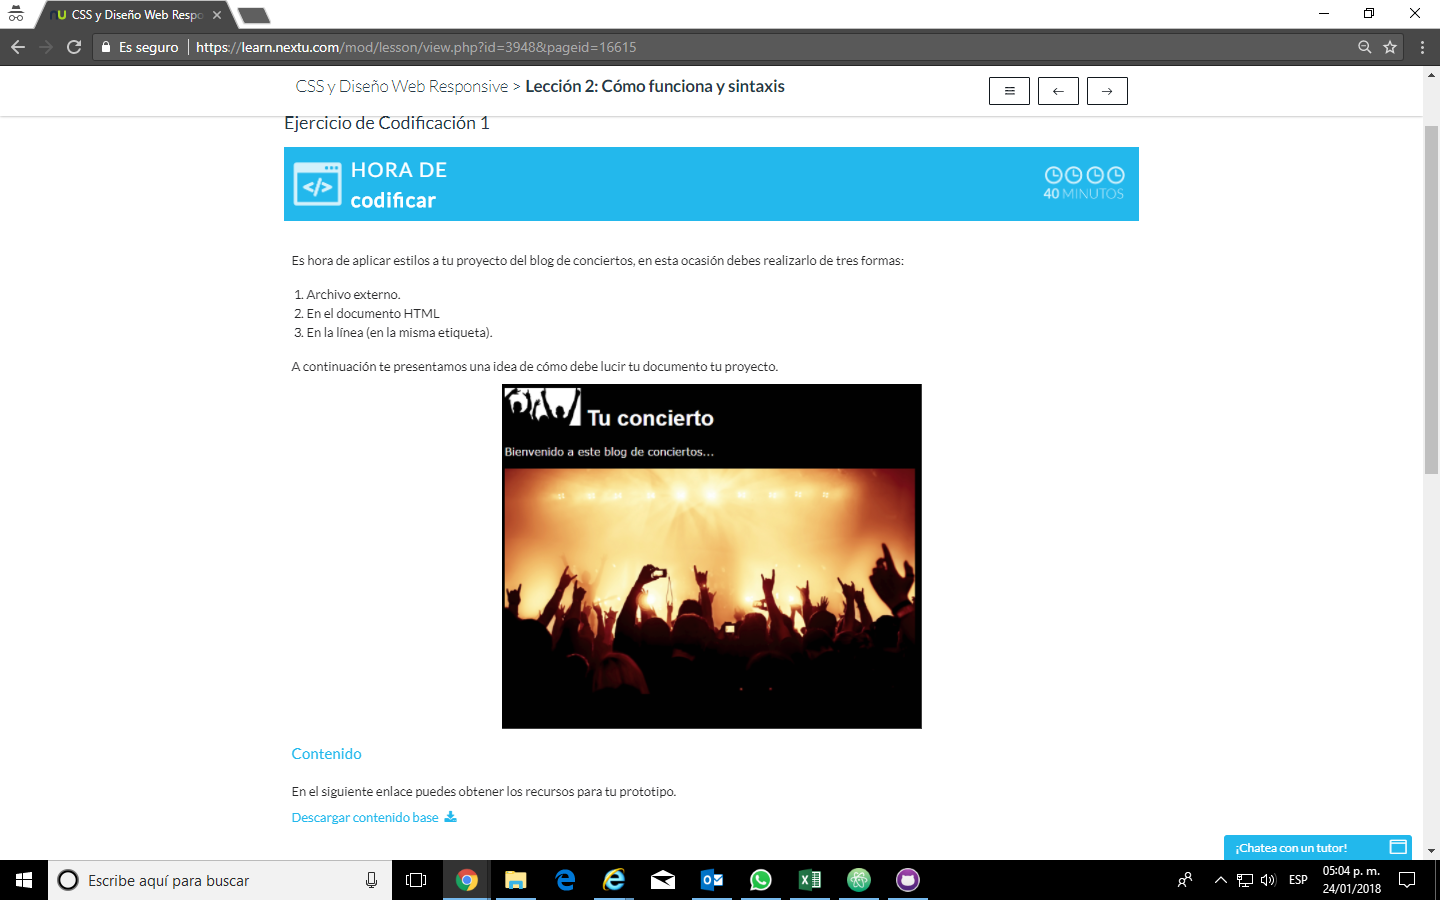 CSS y Diseño Web Respo
Es seguro
https://learn.nextu.com/mod/lesson/view.php?id=3948&pageid=16615
CSS y Diseño Web Responsive > Lección 2: Cómo funciona y sintaxis
Ejercicio de Codificación 1
HORA DE
codificar
40 MINUTOS
Es hora de aplicar estilos a tu proyecto del blog de conciertos, en esta ocasión debes realizarlo de tres formas:
1. Archivo externo.
2. En el documento HTML
3. En la línea (en la misma etiqueta).
A continuación te presentamos una idea de cómo debe lucir tu documento tu proyecto.
Tu concierto
Bienvenido a este blog de conciertos...
Contenido
En el siguiente enlace puedes obtener los recursos para tu prototipo.
Descargar contenido base
¡Chatea con un tutor!
Escribe aquí para buscar
ESP
05:04 p. m.
24/01/2018